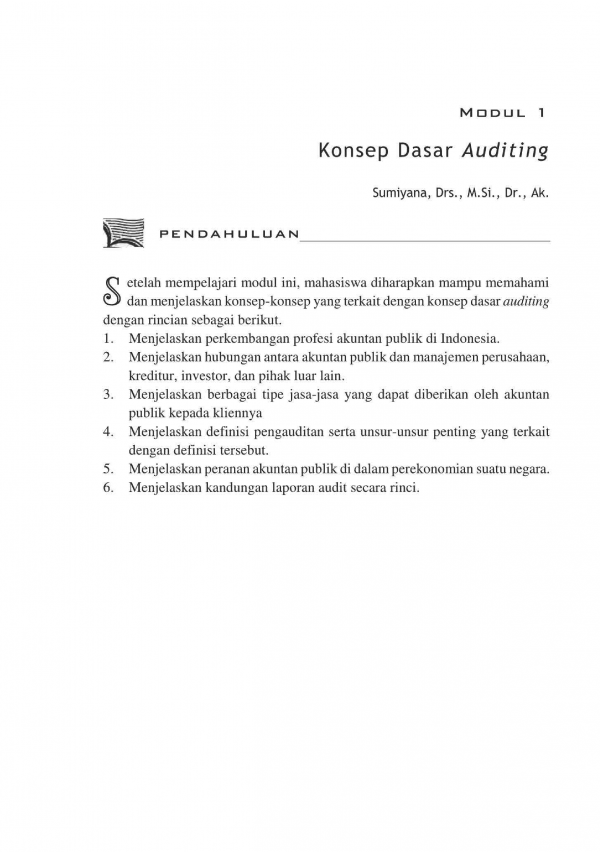 MODUL 1
Konsep Dasar Auditing
Sumiyana, Drs., M.Si., Dr., Ak.
PENDAHULUAN
Setelah mempelajari modul ini, mahasiswa diharapkan mampu memahami
dan menjelaskan konsep-konsep yang terkait dengan konsep dasar auditing
dengan rincian sebagai berikut.
1. Menjelaskan perkembangan profesi akuntan publik di Indonesia.
2. Menjelaskan hubungan antara akuntan publik dan manajemen perusahaan,
kreditur, investor, dan pihak luar lain.
3. Menjelaskan berbagai tipe jasa-jasa yang dapat diberikan oleh akuntan
publik kepada kliennya
4. Menjelaskan definisi pengauditan serta unsur-unsur penting yang terkait
dengan definisi tersebut.
5. Menjelaskan peranan akuntan publik di dalam perekonomian suatu negara.
6. Menjelaskan kandungan laporan audit secara rinci.